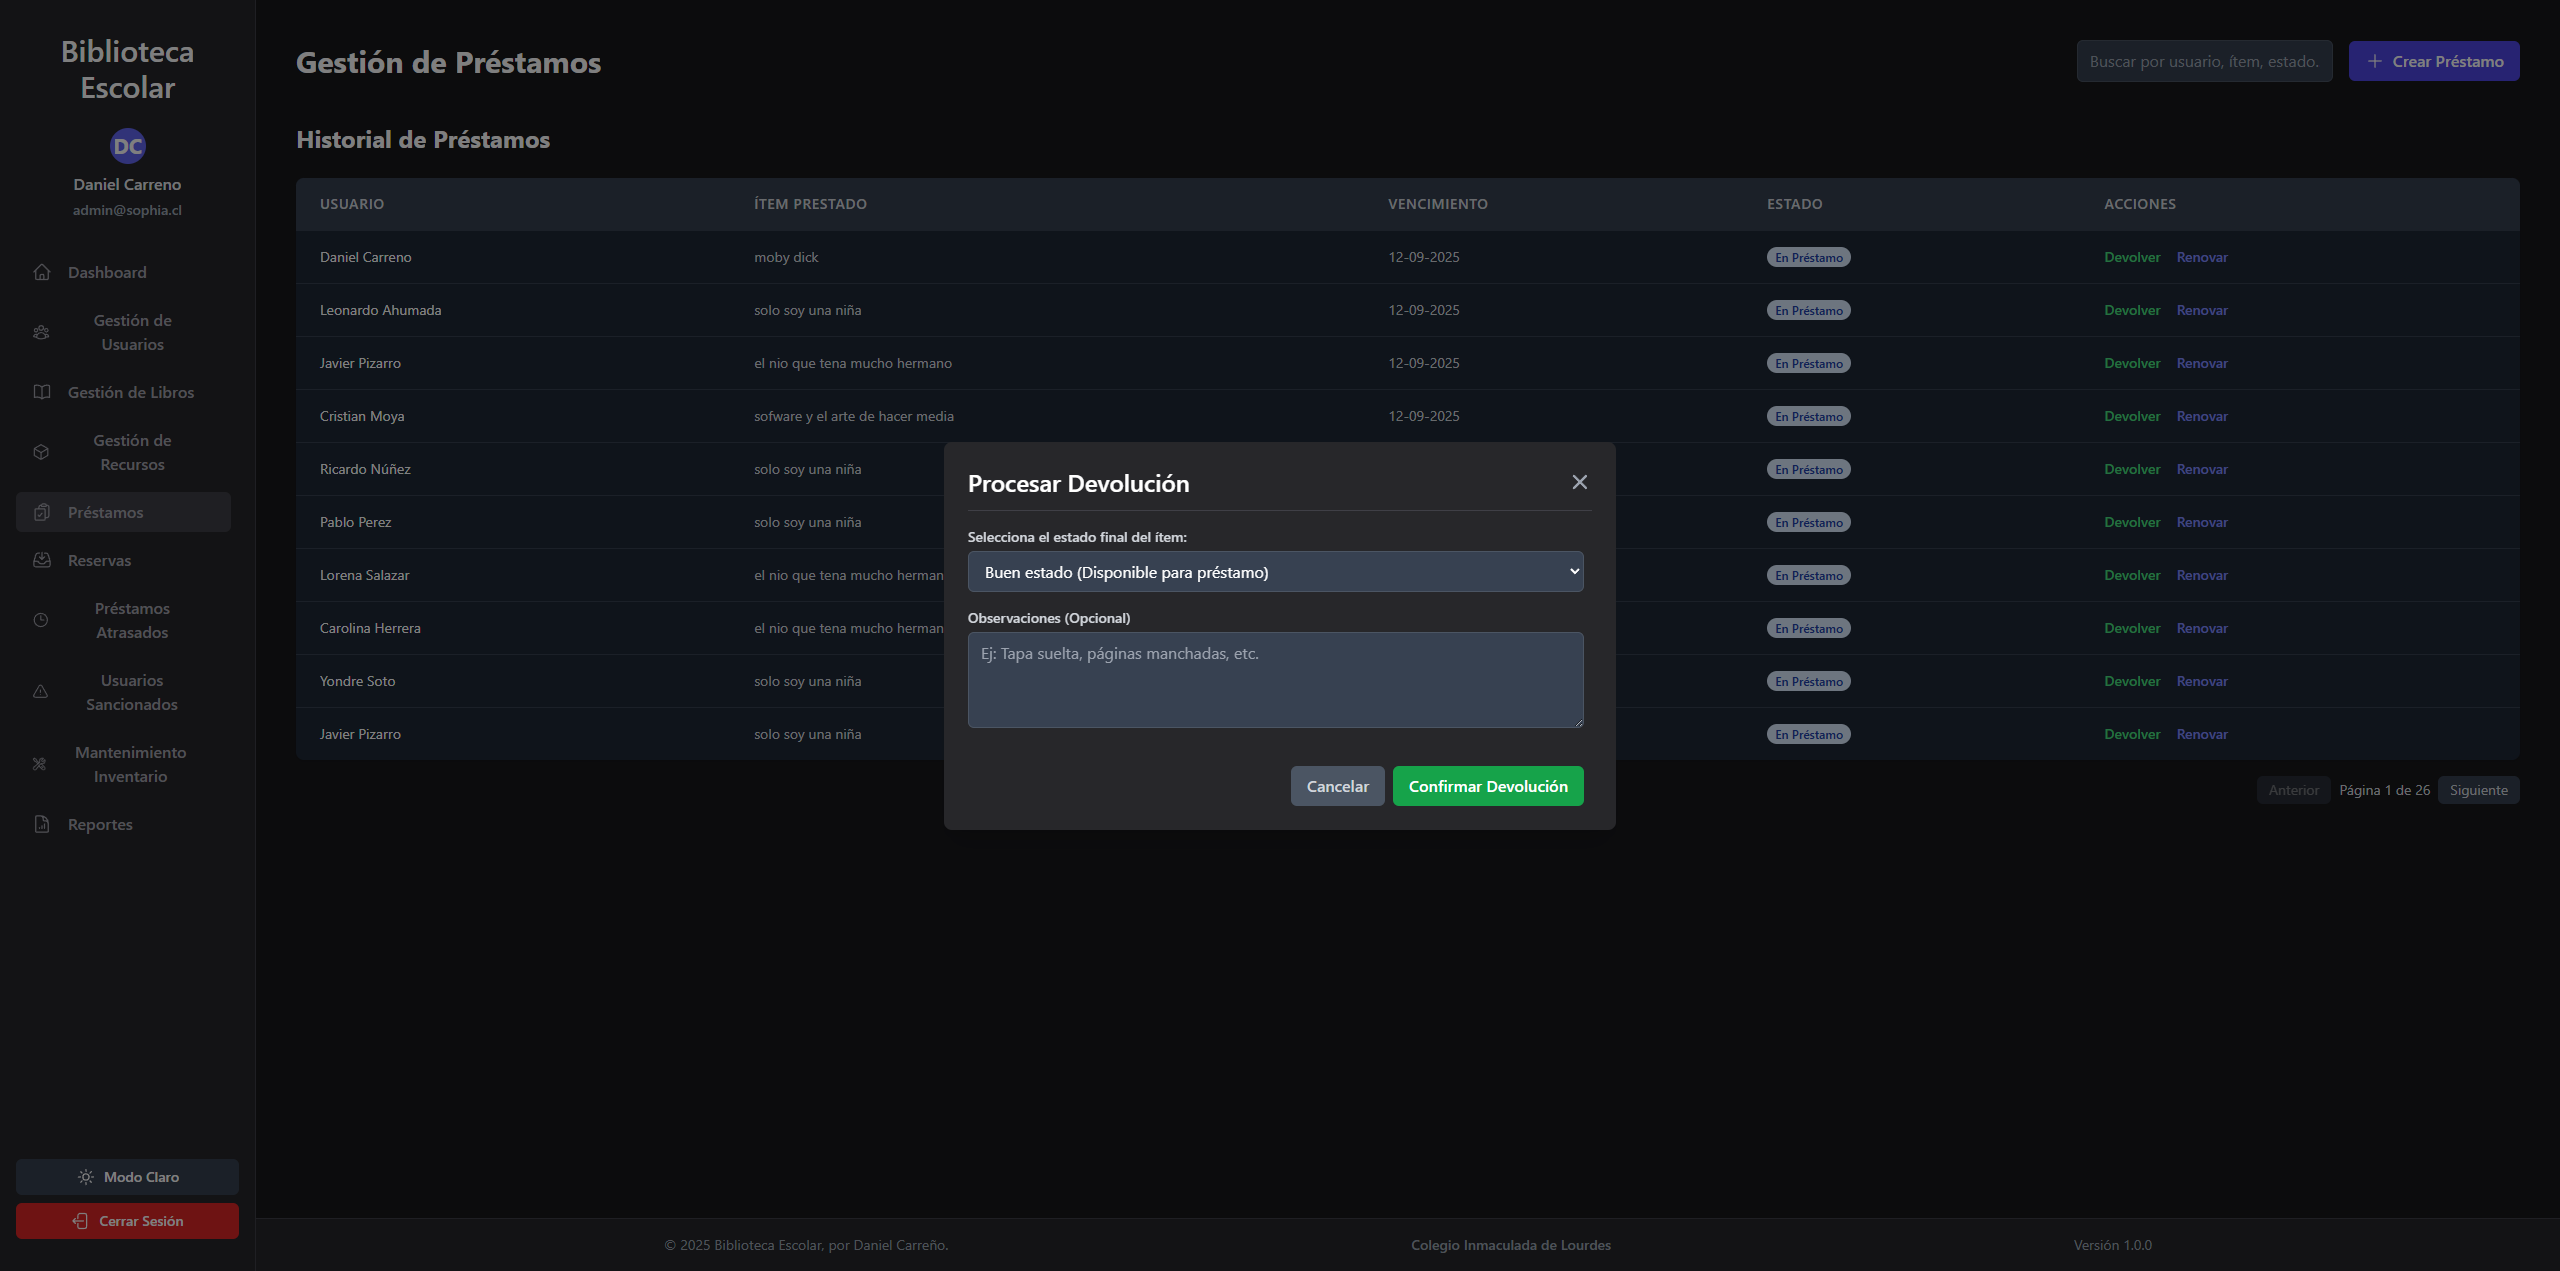 Biblioteca
Escolar
DC
Daniel Carreno
admin@sophia.cl
Dashboard
Gestión de
Usuarios
Gestión de Libros
Gestión de
Recursos
Préstamos
Reservas
Préstamos
Atrasados
Usuarios
Sancionados
Mantenimiento
Inventario
Reportes
Modo Claro
Cerrar Sesión
Gestión de Préstamos
Buscar por usuario, ítem, estado.
Crear Préstamo
Historial de Préstamos
USUARIO ÍTEM PRESTADO VENCIMIENTO ESTADO ACCIONES
Daniel Carreno moby dick 12-09-2025 En Préstamo Devolver Renovar
Leonardo Ahumada solo soy una niña 12-09-2025 En Préstamo Devolver Renovar
Javier Pizarro el nio que tena mucho hermano 12-09-2025 En Préstamo Devolver Renovar
Cristian Moya sofware y el arte de hacer media 12-09-2025 En Préstamo Devolver Renovar
Ricardo Núñez solo soy una niña En Préstamo Devolver Renovar
Pablo Perez solo soy una niña En Préstamo Devolver Renovar
Lorena Salazar el nio que tena mucho herman En Préstamo Devolver Renovar
Carolina Herrera el nio que tena mucho herman En Préstamo Devolver Renovar
Yondre Soto solo soy una niña En Préstamo Devolver Renovar
Javier Pizarro solo soy una niña En Préstamo Devolver Renovar
Anterior Página 1 de 26 Siguiente
Procesar Devolución
Selecciona el estado final del ítem:
Buen estado (Disponible para préstamo)
Observaciones (Opcional)
Ej: Tapa suelta, páginas manchadas, etc.
Cancelar Confirmar Devolución
© 2025 Biblioteca Escolar, por Daniel Carreño. Colegio Inmaculada de Lourdes Versión 1.0.0